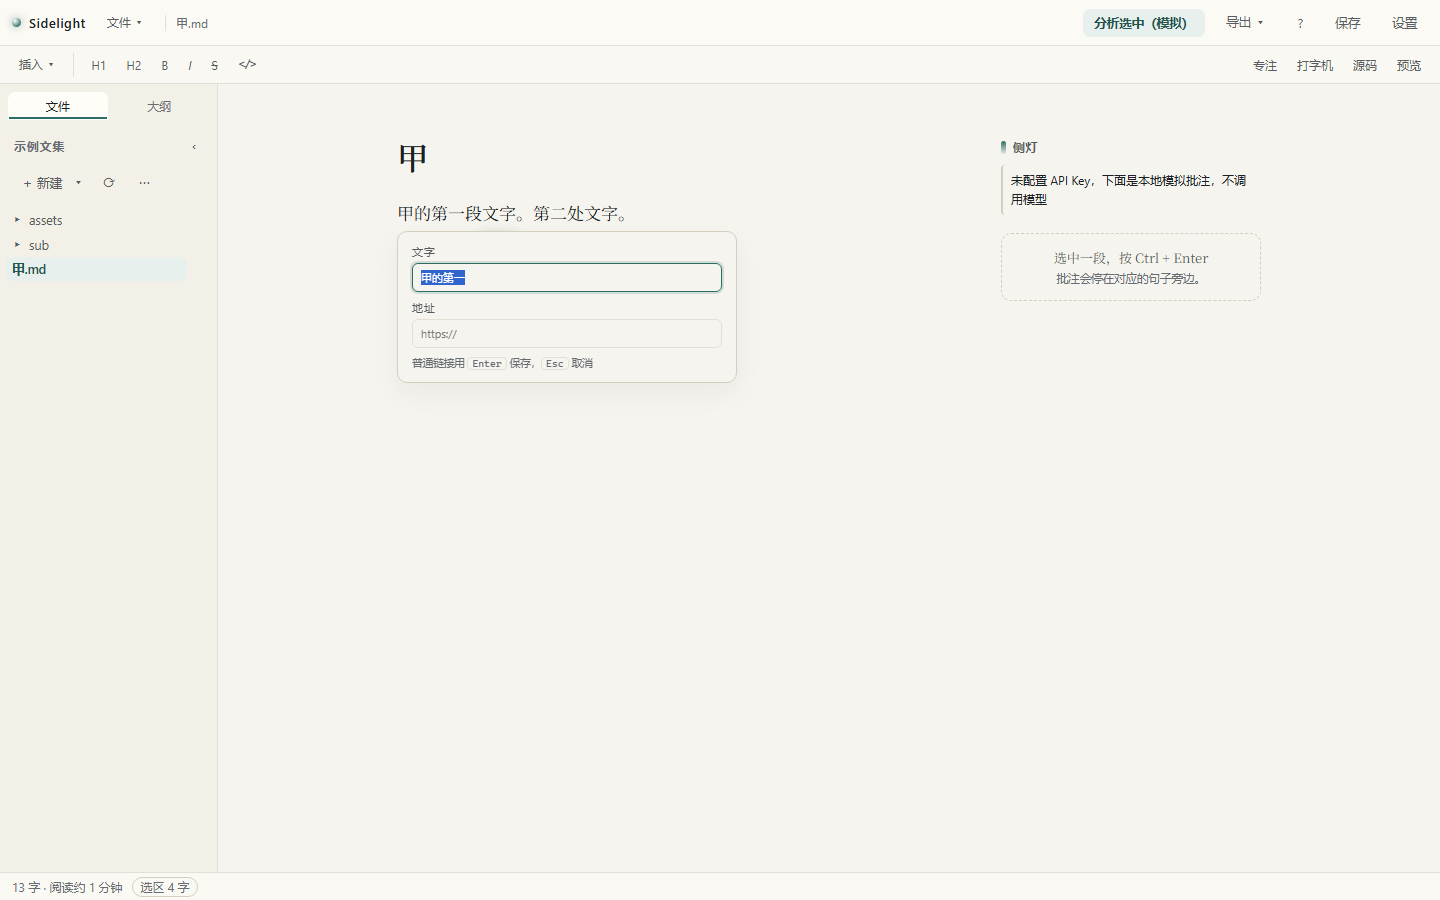 Sidelight 文件 甲.md 分析选中（模拟） 导出 ? 保存 设置
插入 H1 H2 B I S </> 专注 打字机 源码 预览
文件 大纲
示例文集
+ 新建 ...
assets
sub
甲.md
甲
甲的第一段文字。第二处文字。
文字
甲的第一
地址
https://
普通链接用 Enter 保存，Esc 取消
侧灯
未配置 API Key，下面是本地模拟批注，不调
用模型
选中一段，按 Ctrl + Enter
批注会停在对应的句子旁边。
13 字 · 阅读约 1 分钟 选区 4 字